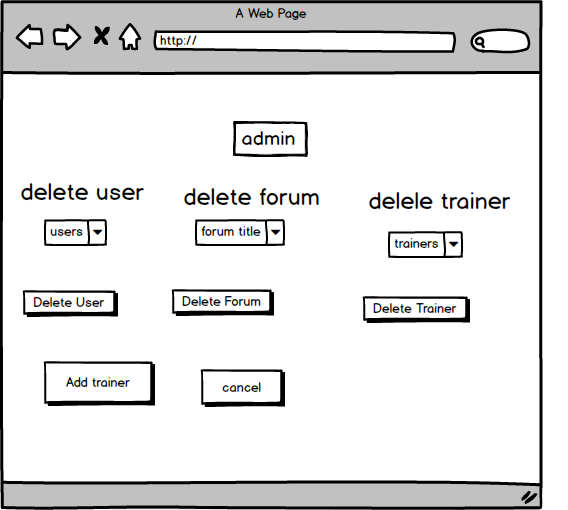 A Web Page
http://
admin
delete user
delete forum
delele trainer
users
forum title
trainers
Delete User
Delete Forum
Delete Trainer
Add trainer
cancel